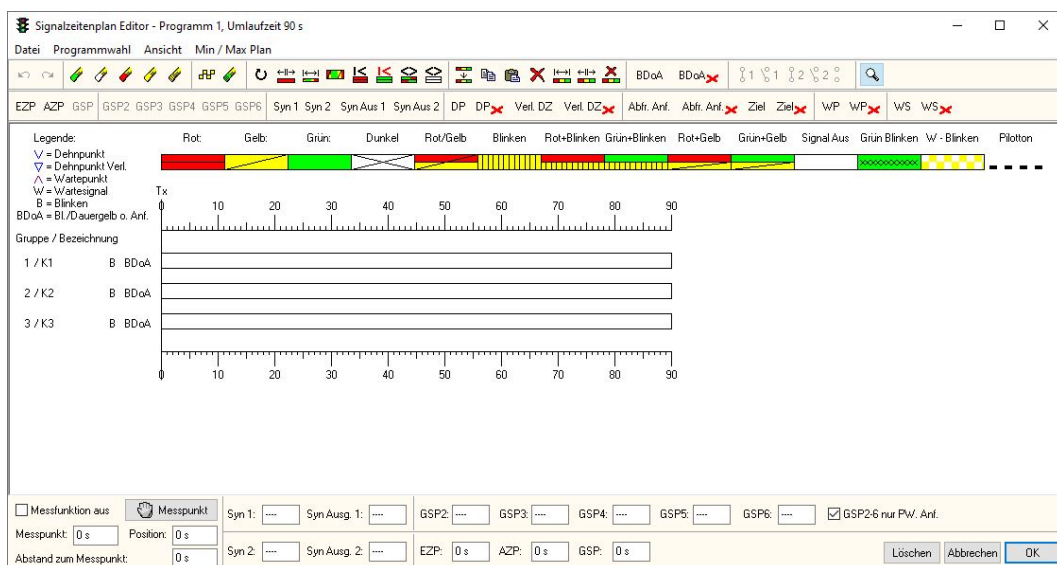 Signalzeitenplan Editor - Programm 1, Umlaufzeit 90 s
Datei Programmwahl Ansicht Min / Max Plan
BDoA BDoA 1 1 2 2
EZP AZP GSP GSP2 GSP3 GSP4 GSP5 GSP6 Syn 1 Syn 2 Syn Aus 1 Syn Aus 2 DP DP Verl. DZ Verl. DZ Abfr. Anf. Abfr. Anf. Ziel Ziel WP WP WS WS
Legende: Rot: Gelb: Grün: Dunkel Rot/Gelb Blinken Rot+Blinken Grün+Blinken Rot+Gelb Grün+Gelb Signal Aus Grün Blinken W - Blinken Pilotton
V = Dehnpunkt
∇ = Dehnpunkt Verl.
Λ = Wartepunkt
W = Wartesignal
B = Blinken
BDoA = Bl./Dauergelb o. Anf.
Tx
0 10 20 30 40 50 60 70 80 90
Gruppe / Bezeichnung
1 / K1 B BDoA
2 / K2 B BDoA
3 / K3 B BDoA
0 10 20 30 40 50 60 70 80 90
Messfunktion aus Messpunkt Syn 1: ---- Syn Ausg. 1: ---- GSP2: ---- GSP3: ---- GSP4: ---- GSP5: ---- GSP6: ---- GSP2-6 nur PW. Anf.
Messpunkt: 0 s Position: 0 s
Abstand zum Messpunkt: 0 s Syn 2: ---- Syn Ausg. 2: ---- EZP: 0 s AZP: 0 s GSP: 0 s Löschen Abbrechen OK